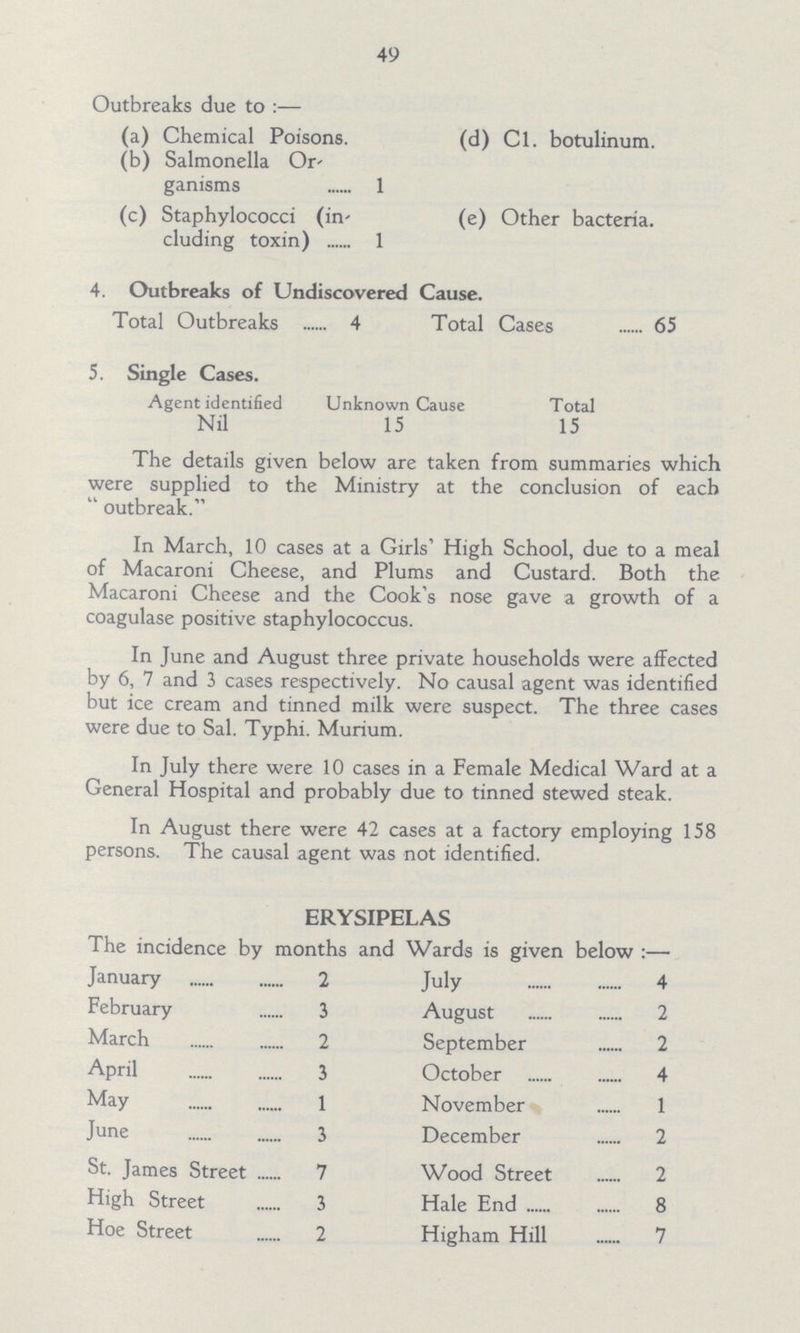 49
Outbreaks due to :—
(a) Chemical Poisons. (d) Cl. botulinum.
(b) Salmonella Or-
ganisms ...... 1
(c) Staphylococci (in- (e) Other bacteria.
cluding toxin) ...... 1
4. Outbreaks of Undiscovered Cause.
Total Outbreaks ...... 4 Total Cases ...... 65
5. Single Cases.
Agent identified Unknown Cause Total
Nil 15 15
The details given below are taken from summaries which
were supplied to the Ministry at the conclusion of each
"outbreak."
In March, 10 cases at a Girls' High School, due to a meal
of Macaroni Cheese, and Plums and Custard. Both the
Macaroni Cheese and the Cook's nose gave a growth of a
coagulase positive staphylococcus.
In June and August three private households were affected
by 6, 7 and 3 cases respectively. No causal agent was identified
but ice cream and tinned milk were suspect. The three cases
were due to Sal. Typhi. Murium.
In July there were 10 cases in a Female Medical Ward at a
General Hospital and probably due to tinned stewed steak.
In August there were 42 cases at a factory employing 158
persons. The causal agent was not identified.
ERYSIPELAS
The incidence by months and Wards is given below :—
January ...... ...... 2 July ...... ...... 4
February ...... 3 August ...... ...... 2
March ...... ...... 2 September ...... 2
April ...... ...... 3 October ...... ...... 4
May ...... ...... 1 November ...... 1
June ...... ...... 3 December ...... 2
St. James Street ...... 7 Wood Street ...... 2
High Street ...... 3 Hale End ...... ...... 8
Hoe Street ...... 2 Higham Hill ...... 7